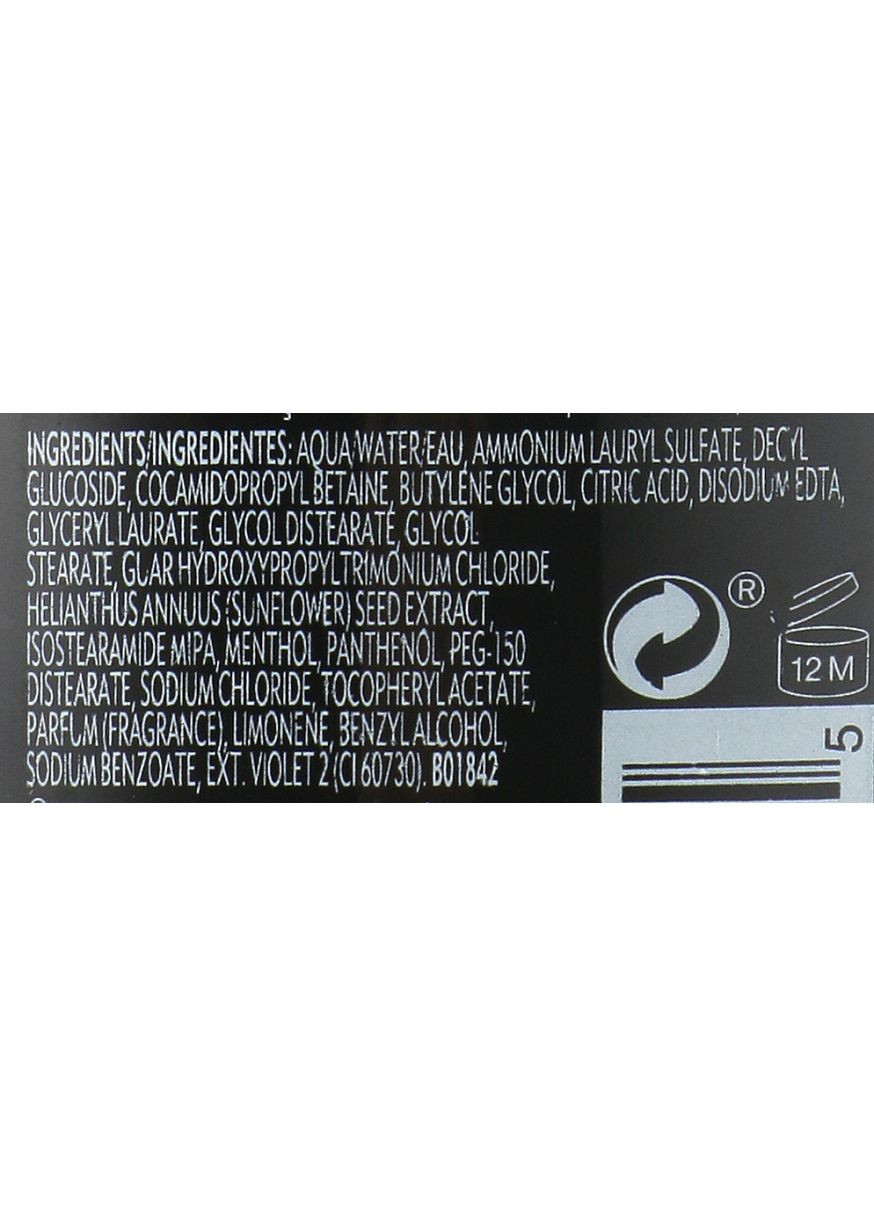 INGREDIENTS/INGREDIENTES: AQUA/WATER/EAU, AMMONIUM LAURYL SULFATE, DECYL
GLUCOSIDE, COCAMIDOPROPYL BETAINE, BUTYLENE GLYCOL, CITRIC ACID, DISODIUM EDTA,
GLYCERYL LAURATE, GLYCOL DISTEARATE, GLYCOL
STEARATE, GUAR HYDROXYPROPYLTRIMONIUM CHLORIDE,
HELIANTHUS ANNUUS (SUNFLOWER) SEED EXTRACT,
ISOSTEARAMIDE MIPA, MENTHOL, PANTHENOL, PEG-150
DISTEARATE, SODIUM CHLORIDE, TOCOPHERYL ACETATE,
PARFUM (FRAGRANCE), LIMONENE, BENZYL ALCOHOL,
SODIUM BENZOATE, EXT. VIOLET 2 (CI 60730). B01842
®
12 M
5